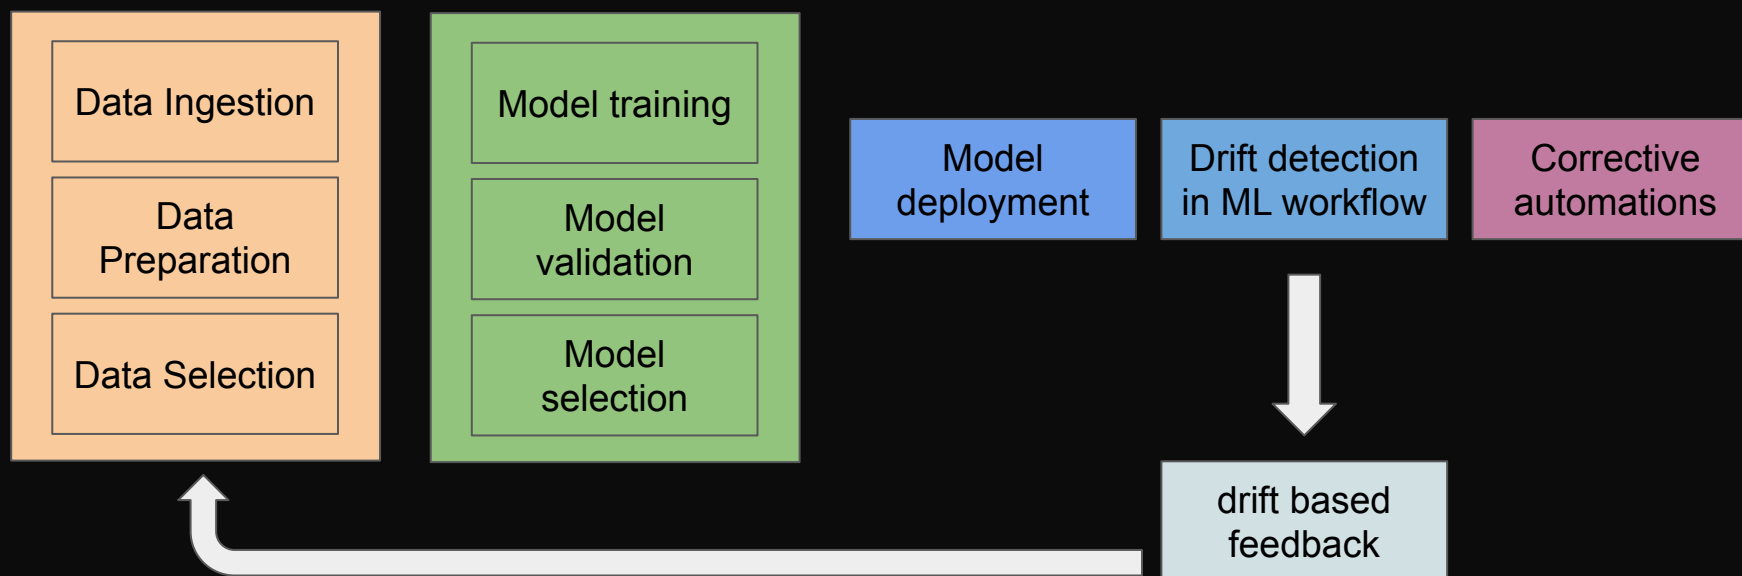 Data Ingestion
Data
Preparation
Data Selection
Model training
Model
validation
Model
selection
Model
deployment
Drift detection
in ML workflow
Corrective
automations
drift based
feedback